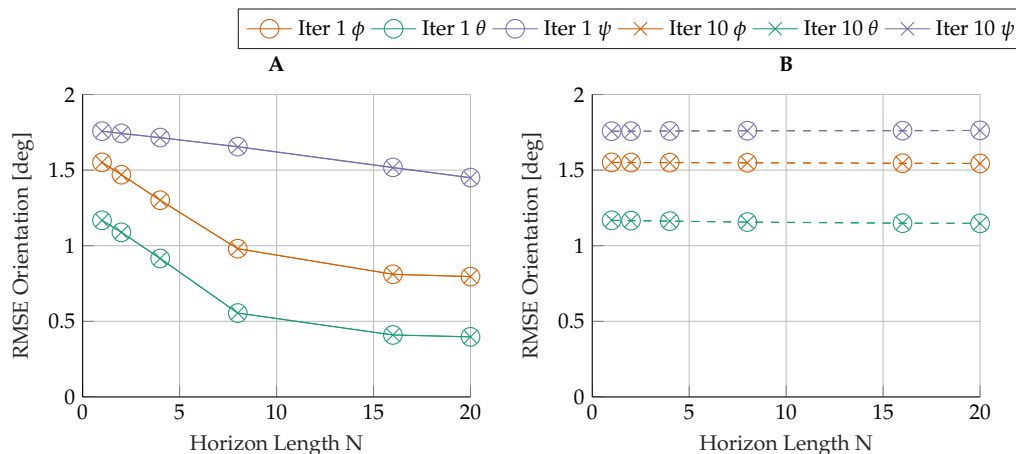 Iter 1 ϕ Iter 1 θ Iter 1 ψ Iter 10 ϕ Iter 10 θ Iter 10 ψ
A
B
2
1.5
1
0.5
0
0
5
10
15
20
RMSE Orientation [deg]
Horizon Length N
2
1.5
1
0.5
0
0
5
10
15
20
RMSE Orientation [deg]
Horizon Length N